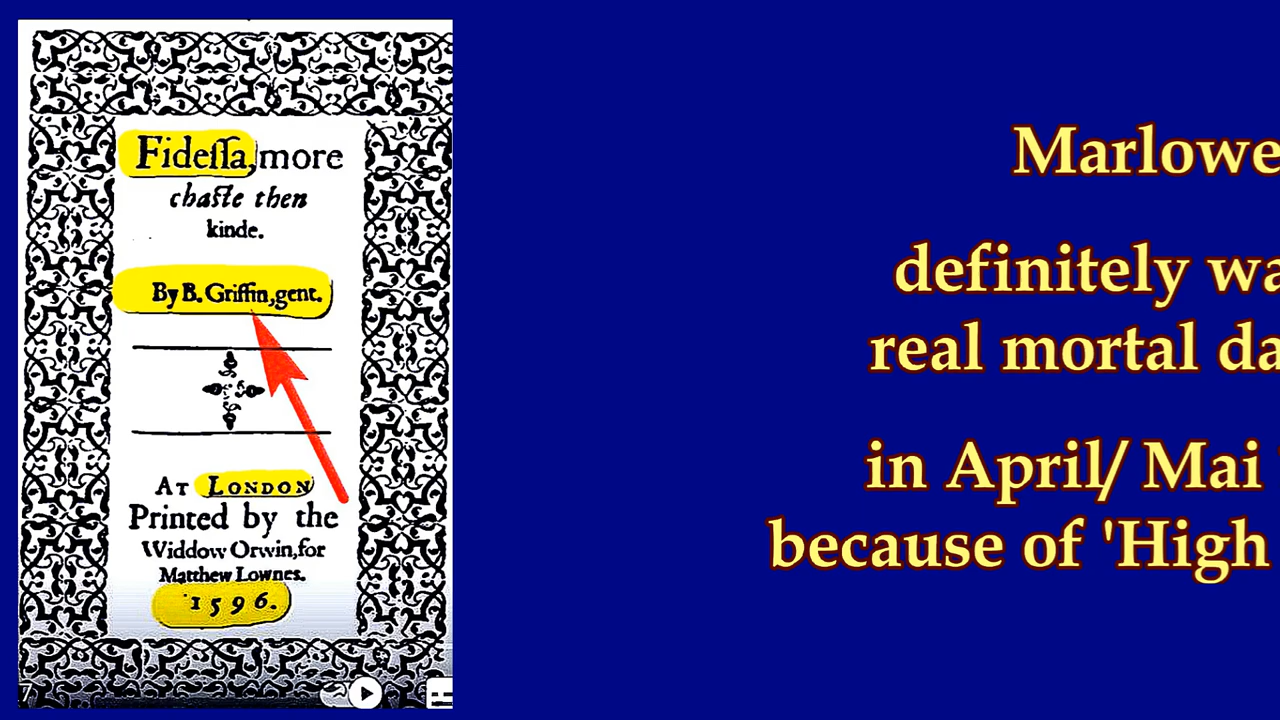 Fideſſa, more
chaſte then
kinde.
By B. Griffin, gent.
AT LONDON
Printed by the
Widdow Orwin, for
Matthew Lownes.
1596.
7
Marlowe
definitely wa
real mortal da
in April/ Mai
because of 'High